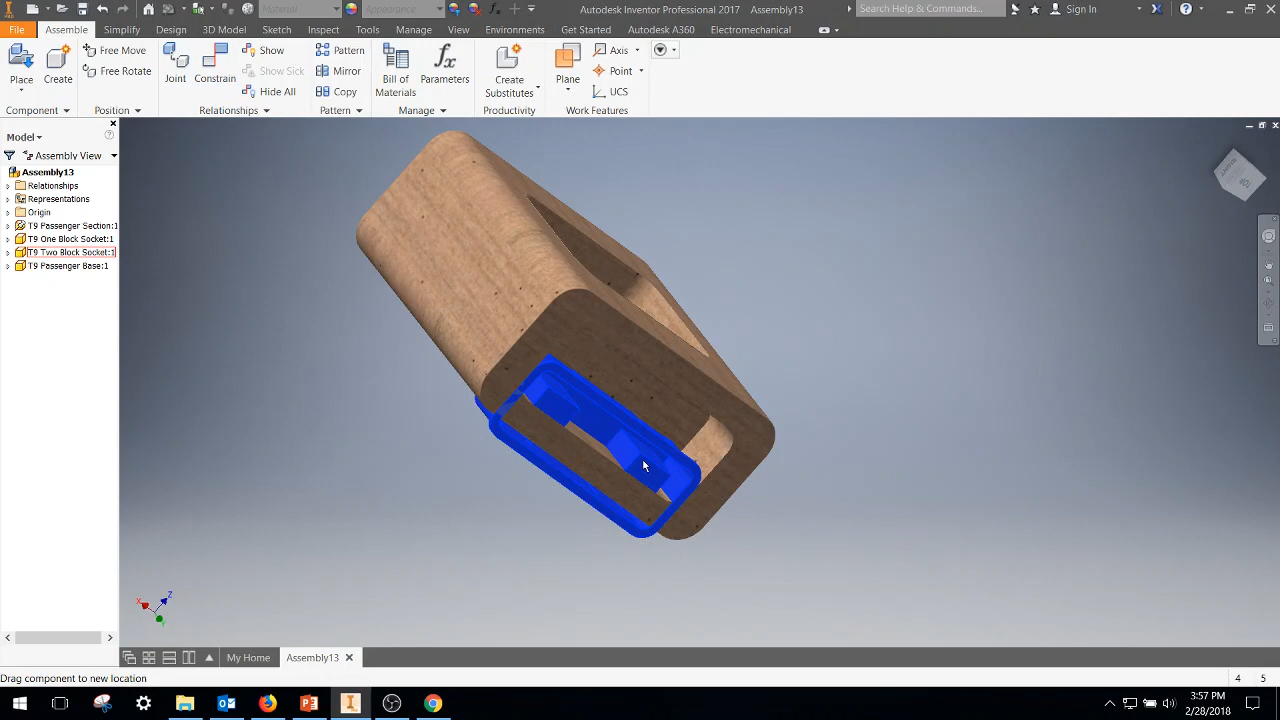 Material
Appearance
Autodesk Inventor Professional 2017 Assembly13
Search Help & Commands...
Sign In
File
Assemble
Simplify
Design
3D Model
Sketch
Inspect
Tools
Manage
View
Environments
Get Started
Autodesk A360
Electromechanical
Place
Create
Free Move
Free Rotate
Joint
Constrain
Show
Show Sick
Hide All
Pattern
Mirror
Copy
Bill of
Materials
Parameters
Create
Substitutes
Plane
Axis
Point
UCS
Component
Position
Relationships
Pattern
Manage
Productivity
Work Features
Model
Assembly View
Assembly13
Relationships
Representations
Origin
T9 Passenger Section:1
T9 One Block Socket:1
T9 Two Block Socket:1
T9 Passenger Base:1
X
Z
My Home
Assembly13
Drag component to new location
4 5
3:57 PM
2/28/2018